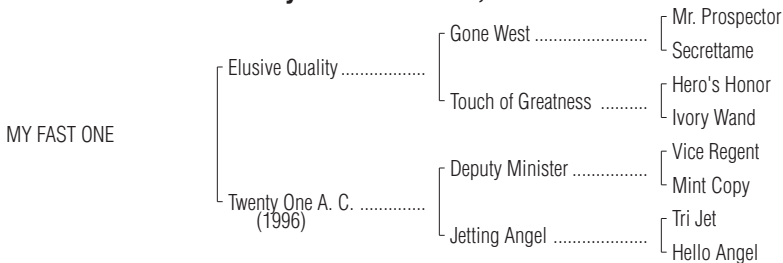 Mr. Prospector
Gone West ........................
Secrettame
Elusive Quality ..................
Hero's Honor
Touch of Greatness ..........
Ivory Wand
MY FAST ONE
Vice Regent
Deputy Minister ................
Mint Copy
Twenty One A. C. ..............
(1996)
Tri Jet
Jetting Angel ....................
Hello Angel